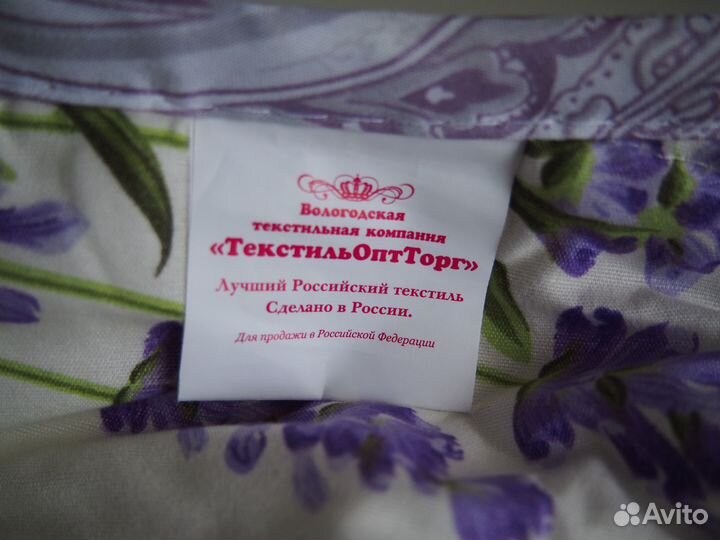 Вологодская
текстильная компания
«ТекстильОптТорг»
Лучший Российский текстиль
Сделано в России.
Для продажи в Российской Федерации
Avito